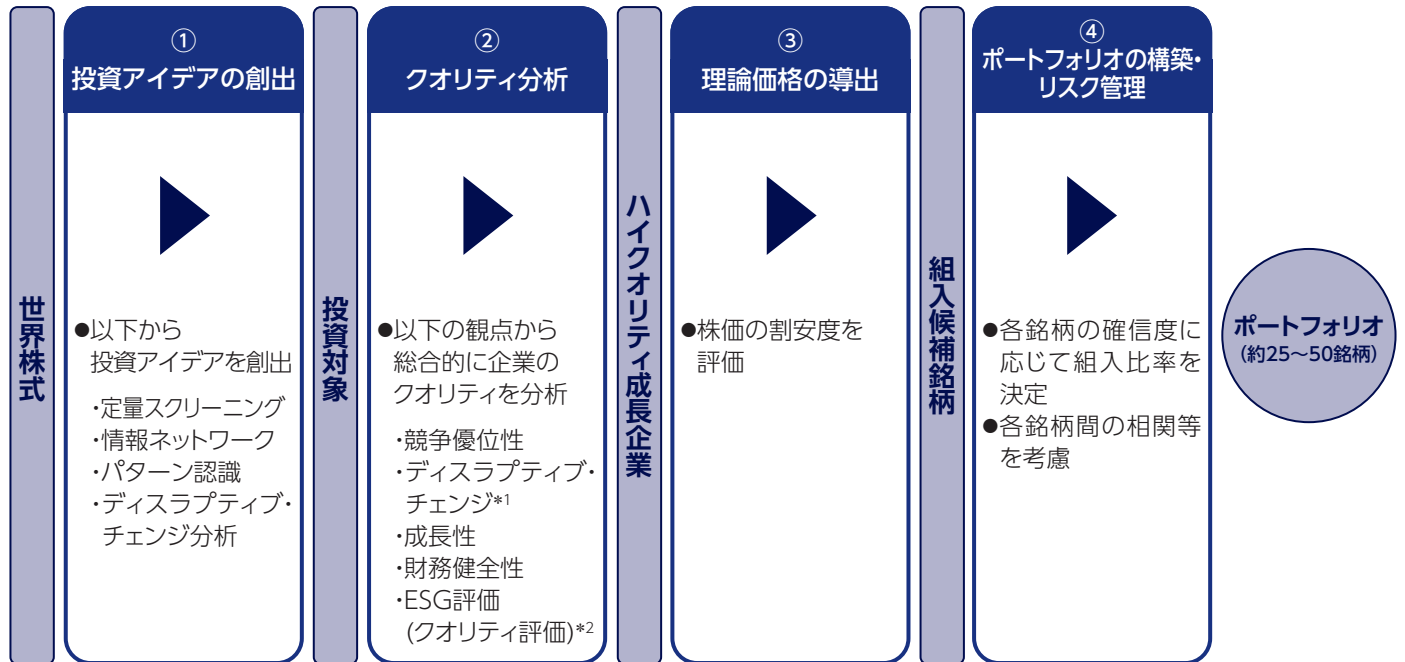 世界株式
①
投資アイデアの創出
●以下から
投資アイデアを創出
・定量スクリーニング
・情報ネットワーク
・パターン認識
・ディスラプティブ・
チェンジ分析
投資対象
②
クオリティ分析
●以下の観点から
総合的に企業の
クオリティを分析
・競争優位性
・ディスラプティブ・
チェンジ*1
・成長性
・財務健全性
・ESG評価
(クオリティ評価)*2
ハイクオリティ成長企業
③
理論価格の導出
●株価の割安度を
評価
組入候補銘柄
④
ポートフォリオの構築・
リスク管理
●各銘柄の確信度に
応じて組入比率を
決定
●各銘柄間の相関等
を考慮
ポートフォリオ
(約25～50銘柄)